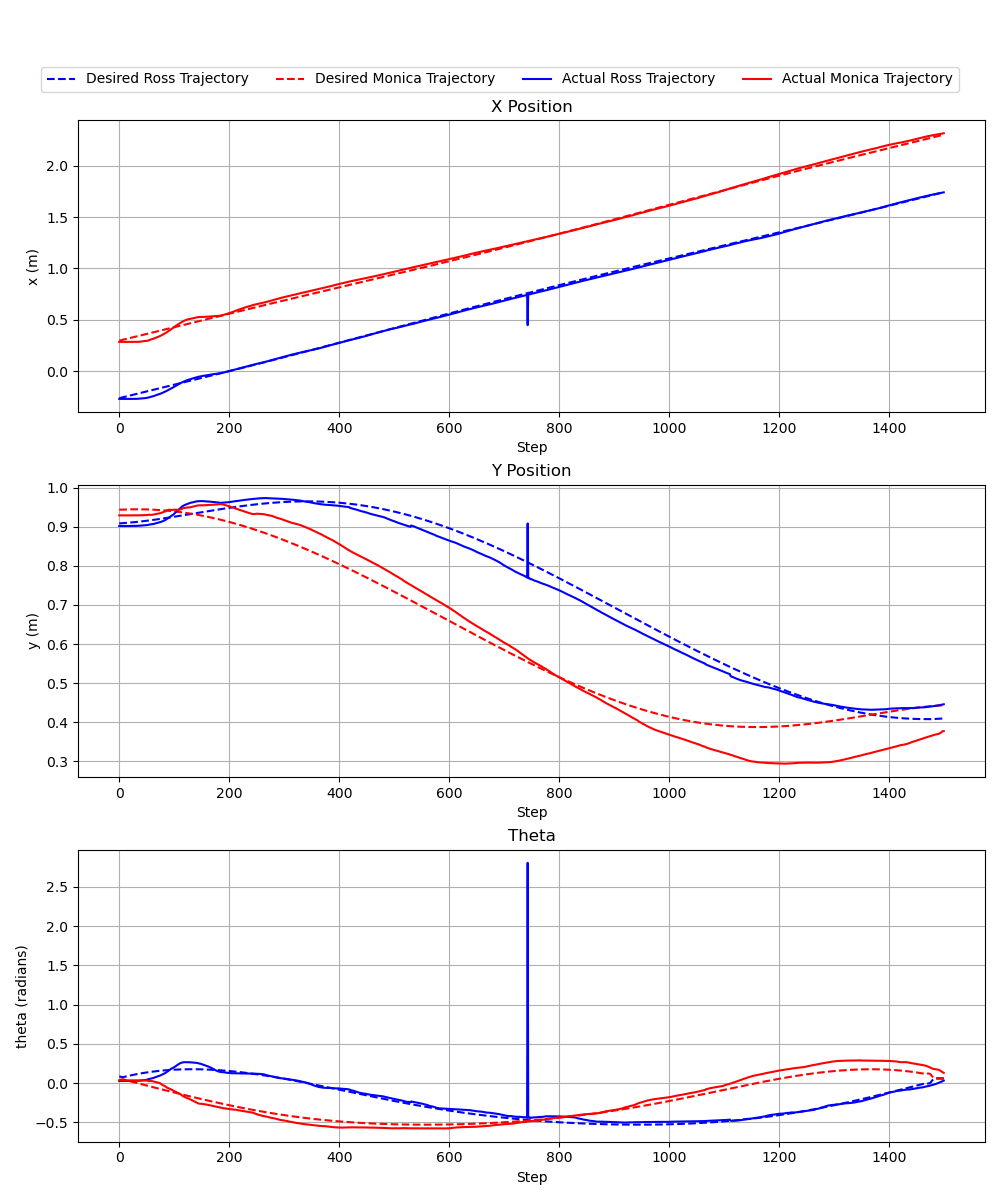 Desired Ross Trajectory Desired Monica Trajectory Actual Ross Trajectory Actual Monica Trajectory
X Position
2.0
1.5
1.0
0.5
0.0
x (m)
0 200 400 600 800 1000 1200 1400
Step
Y Position
1.0
0.9
0.8
0.7
0.6
0.5
0.4
0.3
y (m)
0 200 400 600 800 1000 1200 1400
Step
Theta
2.5
2.0
1.5
1.0
0.5
0.0
−0.5
theta (radians)
0 200 400 600 800 1000 1200 1400
Step